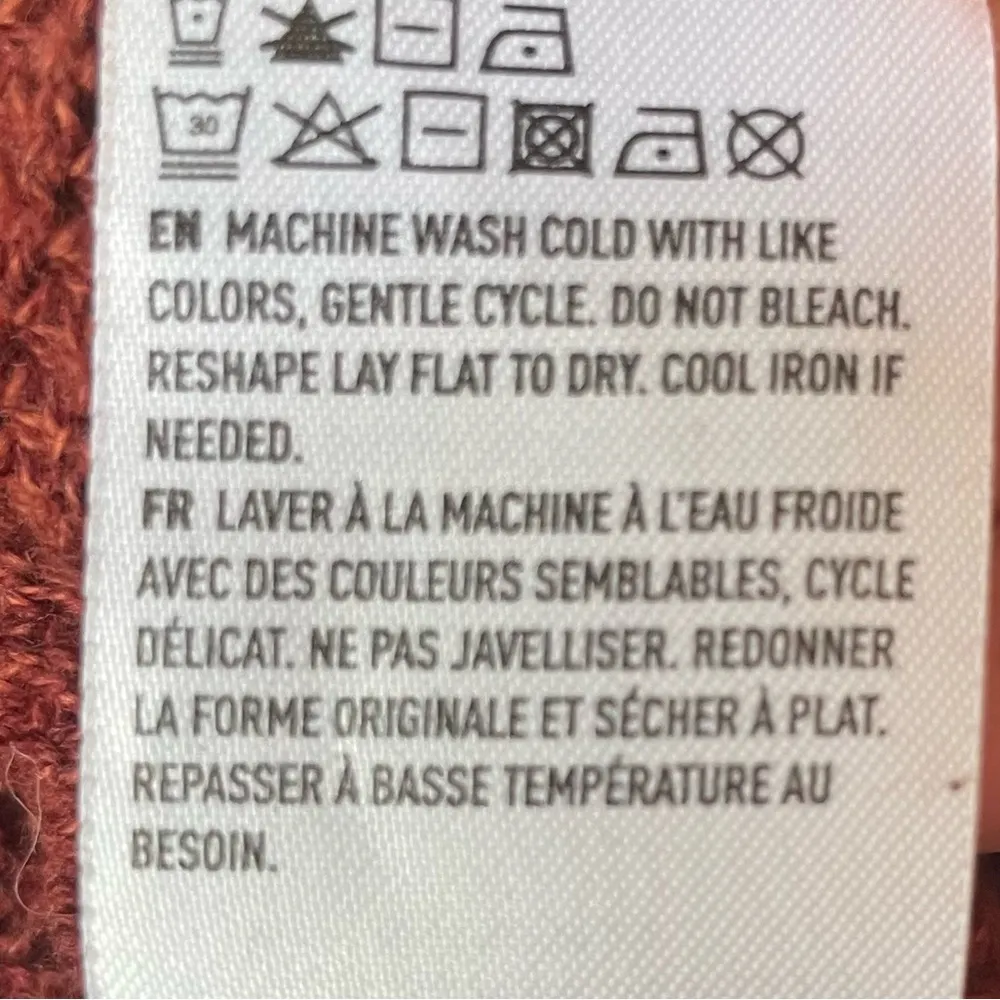 30
EN MACHINE WASH COLD WITH LIKE
COLORS, GENTLE CYCLE. DO NOT BLEACH.
RESHAPE LAY FLAT TO DRY. COOL IRON IF
NEEDED.
FR LAVER À LA MACHINE À L'EAU FROIDE
AVEC DES COULEURS SEMBLABLES, CYCLE
DÉLICAT. NE PAS JAVELLISER. REDONNER
LA FORME ORIGINALE ET SÉCHER À PLAT.
REPASSER À BASSE TEMPÉRATURE AU
BESOIN.